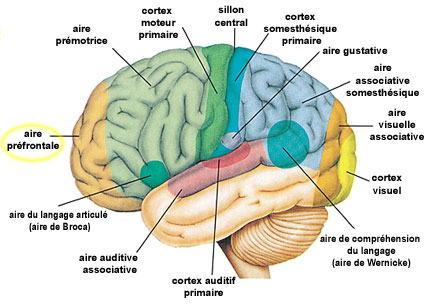 cortex
moteur
primaire
sillon
central
cortex
somesthésique
primaire
aire
prémotrice
aire gustative
aire
associative
somesthésique
aire
préfrontale
aire
visuelle
associative
cortex
visuel
aire du langage articulé
(aire de Broca)
aire de compréhension
du langage
(aire de Wernicke)
aire auditive
associative
cortex auditif
primaire